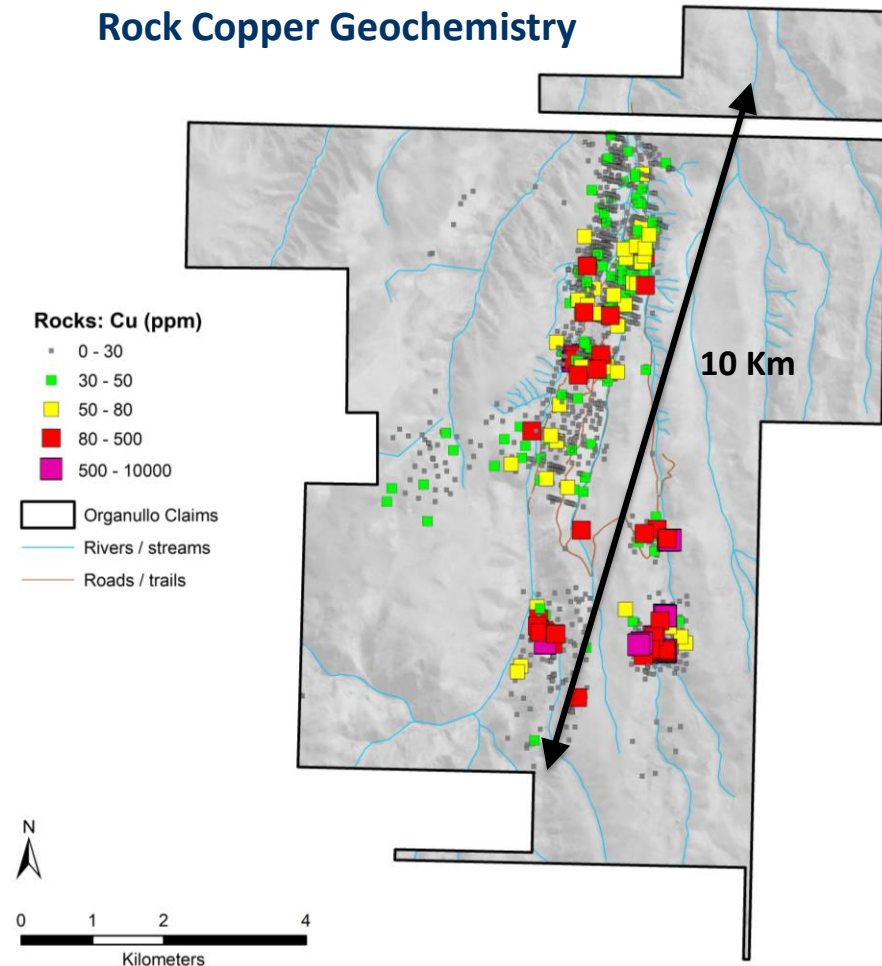 Rock Copper Geochemistry
10 Km
Rocks: Cu (ppm)
0 - 30
30 - 50
50 - 80
80 - 500
500 - 10000
Organullo Claims
Rivers / streams
Roads / trails
N
0 1 2 4
Kilometers